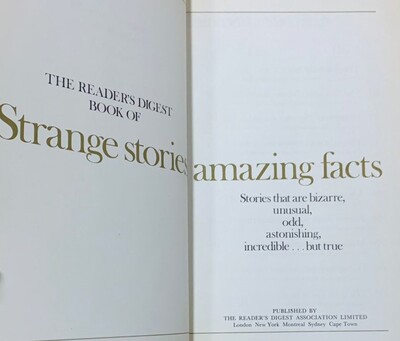 THE READER'S DIGEST
BOOK OF
Strange stories, amazing facts
Stories that are bizarre,
unusual,
odd,
astonishing,
incredible . . . but true
PUBLISHED BY
THE READER'S DIGEST ASSOCIATION LIMITED
London New York Montreal Sydney Cape Town